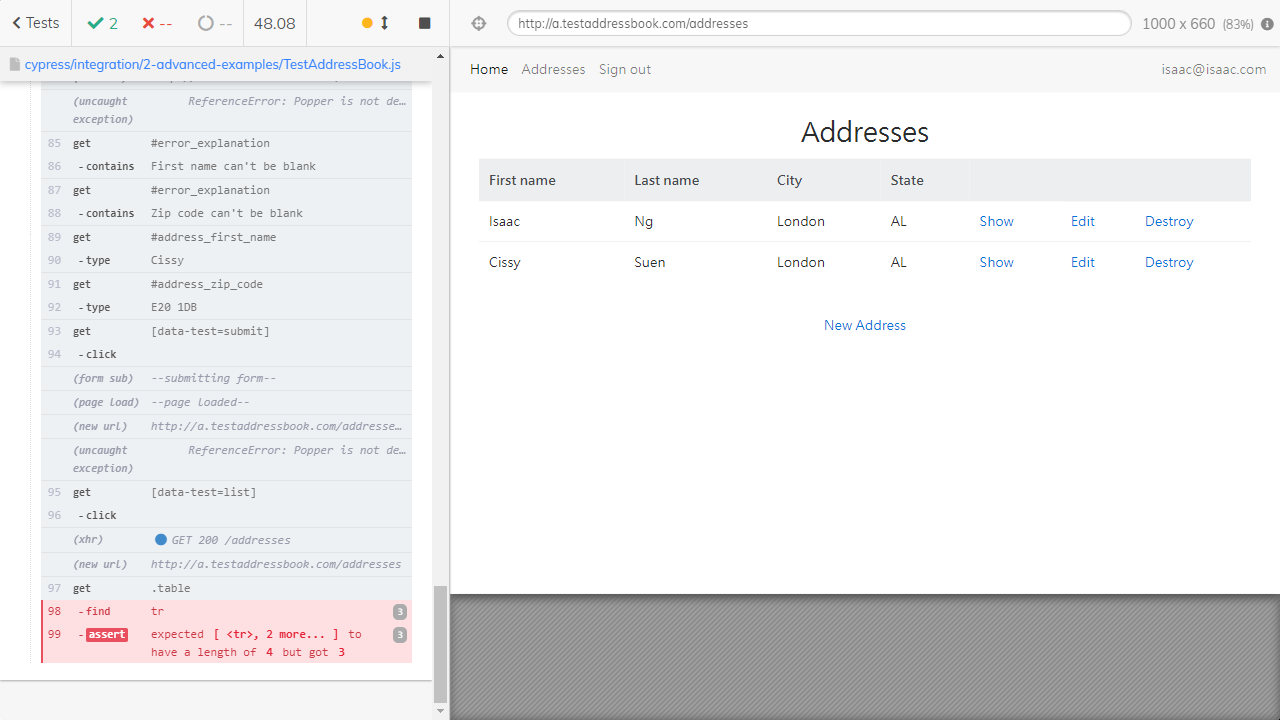 Tests 2 -- -- 48.08
cypress/integration/2-advanced-examples/TestAddressBook.js
(uncaught exception) ReferenceError: Popper is not de…
85 get #error_explanation
86 -contains First name can't be blank
87 get #error_explanation
88 -contains Zip code can't be blank
89 get #address_first_name
90 -type Cissy
91 get #address_zip_code
92 -type E20 1DB
93 get [data-test=submit]
94 -click
(form sub) --submitting form--
(page load) --page loaded--
(new url) http://a.testaddressbook.com/addresse…
(uncaught exception) ReferenceError: Popper is not de…
95 get [data-test=list]
96 -click
(xhr) GET 200 /addresses
(new url) http://a.testaddressbook.com/addresses
97 get .table
98 -find tr 3
99 -assert expected [ <tr>, 2 more... ] to 3
have a length of 4 but got 3
http://a.testaddressbook.com/addresses 1000 x 660 (83%)
Home Addresses Sign out isaac@isaac.com
Addresses
First name Last name City State
Isaac Ng London AL Show Edit Destroy
Cissy Suen London AL Show Edit Destroy
New Address